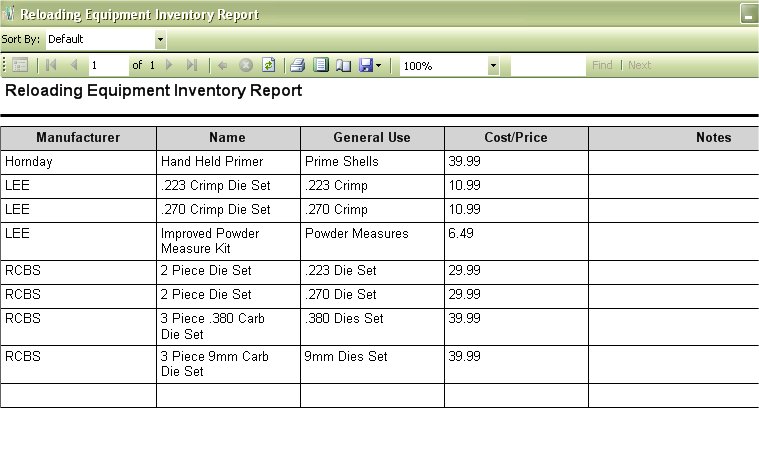 Reloading Equipment Inventory Report
Sort By: Default
1 of 1 100% Find | Next
Reloading Equipment Inventory Report
Manufacturer Name General Use Cost/Price Notes
Hornday Hand Held Primer Prime Shells 39.99
LEE .223 Crimp Die Set .223 Crimp 10.99
LEE .270 Crimp Die Set .270 Crimp 10.99
LEE Improved Powder Powder Measures 6.49
Measure Kit
RCBS 2 Piece Die Set .223 Die Set 29.99
RCBS 2 Piece Die Set .270 Die Set 29.99
RCBS 3 Piece .380 Carb .380 Dies Set 39.99
Die Set
RCBS 3 Piece 9mm Carb 9mm Dies Set 39.99
Die Set